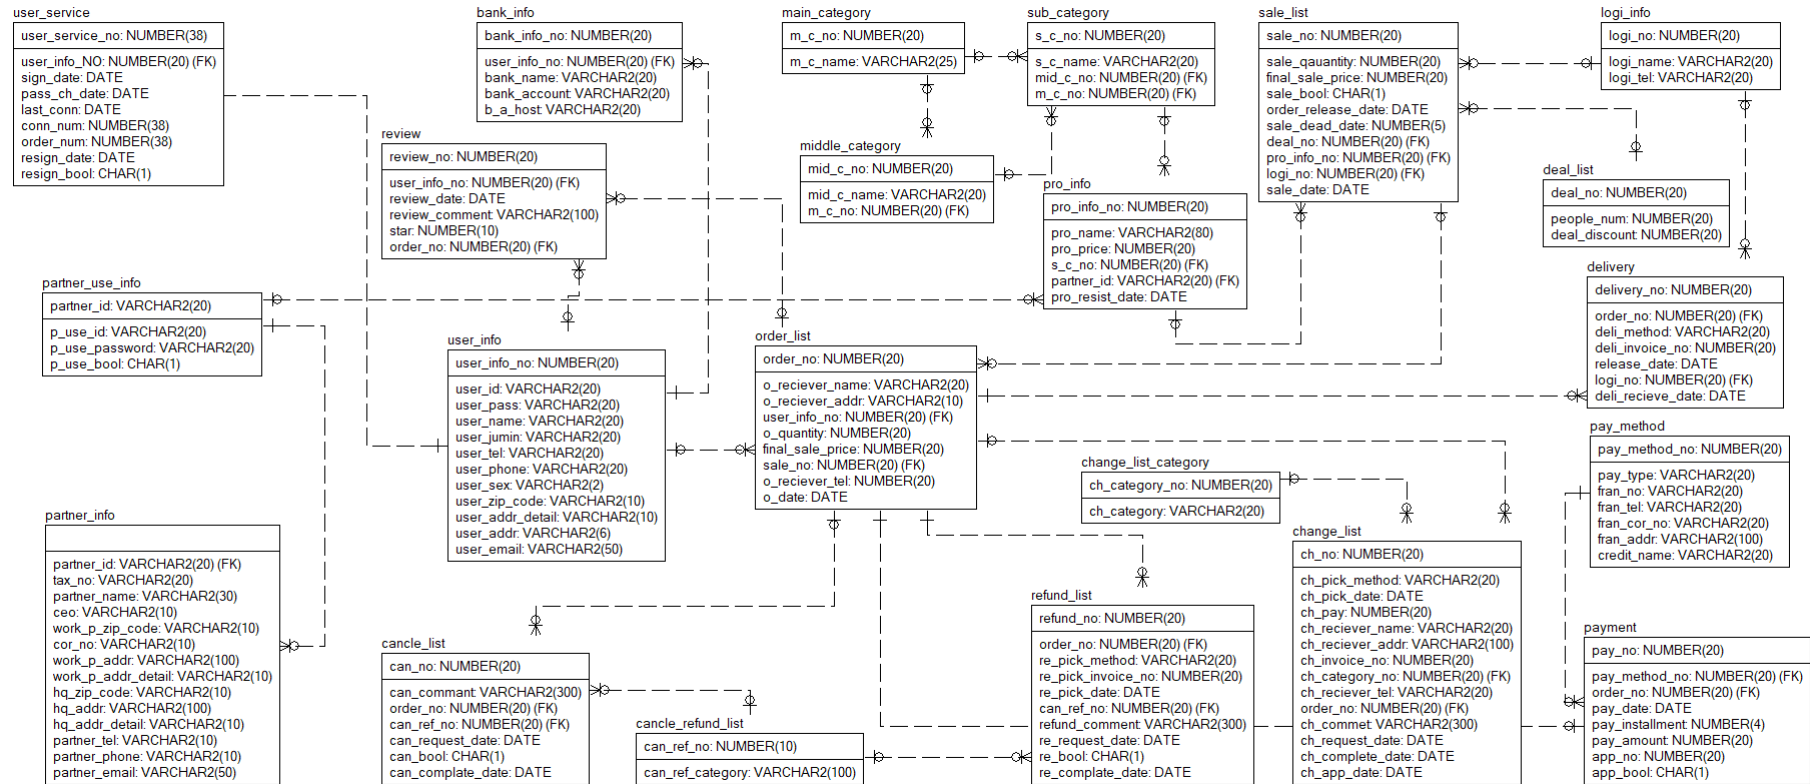 user_service
user_service_no: NUMBER(38)
user_info_NO: NUMBER(20) (FK)
sign_date: DATE
pass_ch_date: DATE
last_conn: DATE
conn_num: NUMBER(38)
order_num: NUMBER(38)
resign_date: DATE
resign_bool: CHAR(1)
bank_info
bank_info_no: NUMBER(20)
user_info_no: NUMBER(20) (FK)
bank_name: VARCHAR2(20)
bank_account: VARCHAR2(20)
b_a_host: VARCHAR2(20)
main_category
m_c_no: NUMBER(20)
m_c_name: VARCHAR2(25)
sub_category
s_c_no: NUMBER(20)
s_c_name: VARCHAR2(20)
mid_c_no: NUMBER(20) (FK)
m_c_no: NUMBER(20) (FK)
sale_list
sale_no: NUMBER(20)
sale_qauantity: NUMBER(20)
final_sale_price: NUMBER(20)
sale_bool: CHAR(1)
order_release_date: DATE
sale_dead_date: NUMBER(5)
deal_no: NUMBER(20) (FK)
pro_info_no: NUMBER(20) (FK)
logi_no: NUMBER(20) (FK)
sale_date: DATE
logi_info
logi_no: NUMBER(20)
logi_name: VARCHAR2(20)
logi_tel: VARCHAR2(20)
review
review_no: NUMBER(20)
user_info_no: NUMBER(20) (FK)
review_date: DATE
review_comment: VARCHAR2(100)
star: NUMBER(10)
order_no: NUMBER(20) (FK)
middle_category
mid_c_no: NUMBER(20)
mid_c_name: VARCHAR2(20)
m_c_no: NUMBER(20) (FK)
pro_info
pro_info_no: NUMBER(20)
pro_name: VARCHAR2(80)
pro_price: NUMBER(20)
s_c_no: NUMBER(20) (FK)
partner_id: VARCHAR2(20) (FK)
pro_resist_date: DATE
deal_list
deal_no: NUMBER(20)
people_num: NUMBER(20)
deal_discount: NUMBER(20)
partner_use_info
partner_id: VARCHAR2(20)
p_use_id: VARCHAR2(20)
p_use_password: VARCHAR2(20)
p_use_bool: CHAR(1)
user_info
user_info_no: NUMBER(20)
user_id: VARCHAR2(20)
user_pass: VARCHAR2(20)
user_name: VARCHAR2(20)
user_jumin: VARCHAR2(20)
user_tel: VARCHAR2(20)
user_phone: VARCHAR2(20)
user_sex: VARCHAR2(2)
user_zip_code: VARCHAR2(10)
user_addr_detail: VARCHAR2(10)
user_addr: VARCHAR2(6)
user_email: VARCHAR2(50)
order_list
order_no: NUMBER(20)
o_reciever_name: VARCHAR2(20)
o_reciever_addr: VARCHAR2(10)
user_info_no: NUMBER(20) (FK)
o_quantity: NUMBER(20)
final_sale_price: NUMBER(20)
sale_no: NUMBER(20) (FK)
o_reciever_tel: NUMBER(20)
o_date: DATE
delivery
delivery_no: NUMBER(20)
order_no: NUMBER(20) (FK)
deli_method: VARCHAR2(20)
deli_invoice_no: NUMBER(20)
release_date: DATE
logi_no: NUMBER(20) (FK)
deli_recieve_date: DATE
pay_method
pay_method_no: NUMBER(20)
pay_type: VARCHAR2(20)
fran_no: VARCHAR2(20)
fran_tel: VARCHAR2(20)
fran_cor_no: VARCHAR2(20)
fran_addr: VARCHAR2(100)
credit_name: VARCHAR2(20)
change_list_category
ch_category_no: NUMBER(20)
ch_category: VARCHAR2(20)
partner_info
partner_id: VARCHAR2(20) (FK)
tax_no: VARCHAR2(20)
partner_name: VARCHAR2(30)
ceo: VARCHAR2(10)
work_p_zip_code: VARCHAR2(10)
cor_no: VARCHAR2(10)
work_p_addr: VARCHAR2(100)
work_p_addr_detail: VARCHAR2(10)
hq_zip_code: VARCHAR2(10)
hq_addr: VARCHAR2(100)
hq_addr_detail: VARCHAR2(10)
partner_tel: VARCHAR2(10)
partner_phone: VARCHAR2(10)
partner_email: VARCHAR2(50)
cancle_list
can_no: NUMBER(20)
can_commant: VARCHAR2(300)
order_no: NUMBER(20) (FK)
can_ref_no: NUMBER(20) (FK)
can_request_date: DATE
can_bool: CHAR(1)
can_complate_date: DATE
cancle_refund_list
can_ref_no: NUMBER(10)
can_ref_category: VARCHAR2(100)
refund_list
refund_no: NUMBER(20)
order_no: NUMBER(20) (FK)
re_pick_method: VARCHAR2(20)
re_pick_invoice_no: NUMBER(20)
re_pick_date: DATE
can_ref_no: NUMBER(20) (FK)
refund_comment: VARCHAR2(300)
re_request_date: DATE
re_bool: CHAR(1)
re_complate_date: DATE
change_list
ch_no: NUMBER(20)
ch_pick_method: VARCHAR2(20)
ch_pick_date: DATE
ch_pay: NUMBER(20)
ch_reciever_name: VARCHAR2(20)
ch_reciever_addr: VARCHAR2(100)
ch_invoice_no: NUMBER(20)
ch_category_no: NUMBER(20) (FK)
ch_reciever_tel: VARCHAR2(20)
order_no: NUMBER(20) (FK)
ch_commet: VARCHAR2(300)
ch_request_date: DATE
ch_complete_date: DATE
ch_app_date: DATE
payment
pay_no: NUMBER(20)
pay_method_no: NUMBER(20) (FK)
order_no: NUMBER(20) (FK)
pay_date: DATE
pay_installment: NUMBER(4)
pay_amount: NUMBER(20)
app_no: NUMBER(20)
app_bool: CHAR(1)